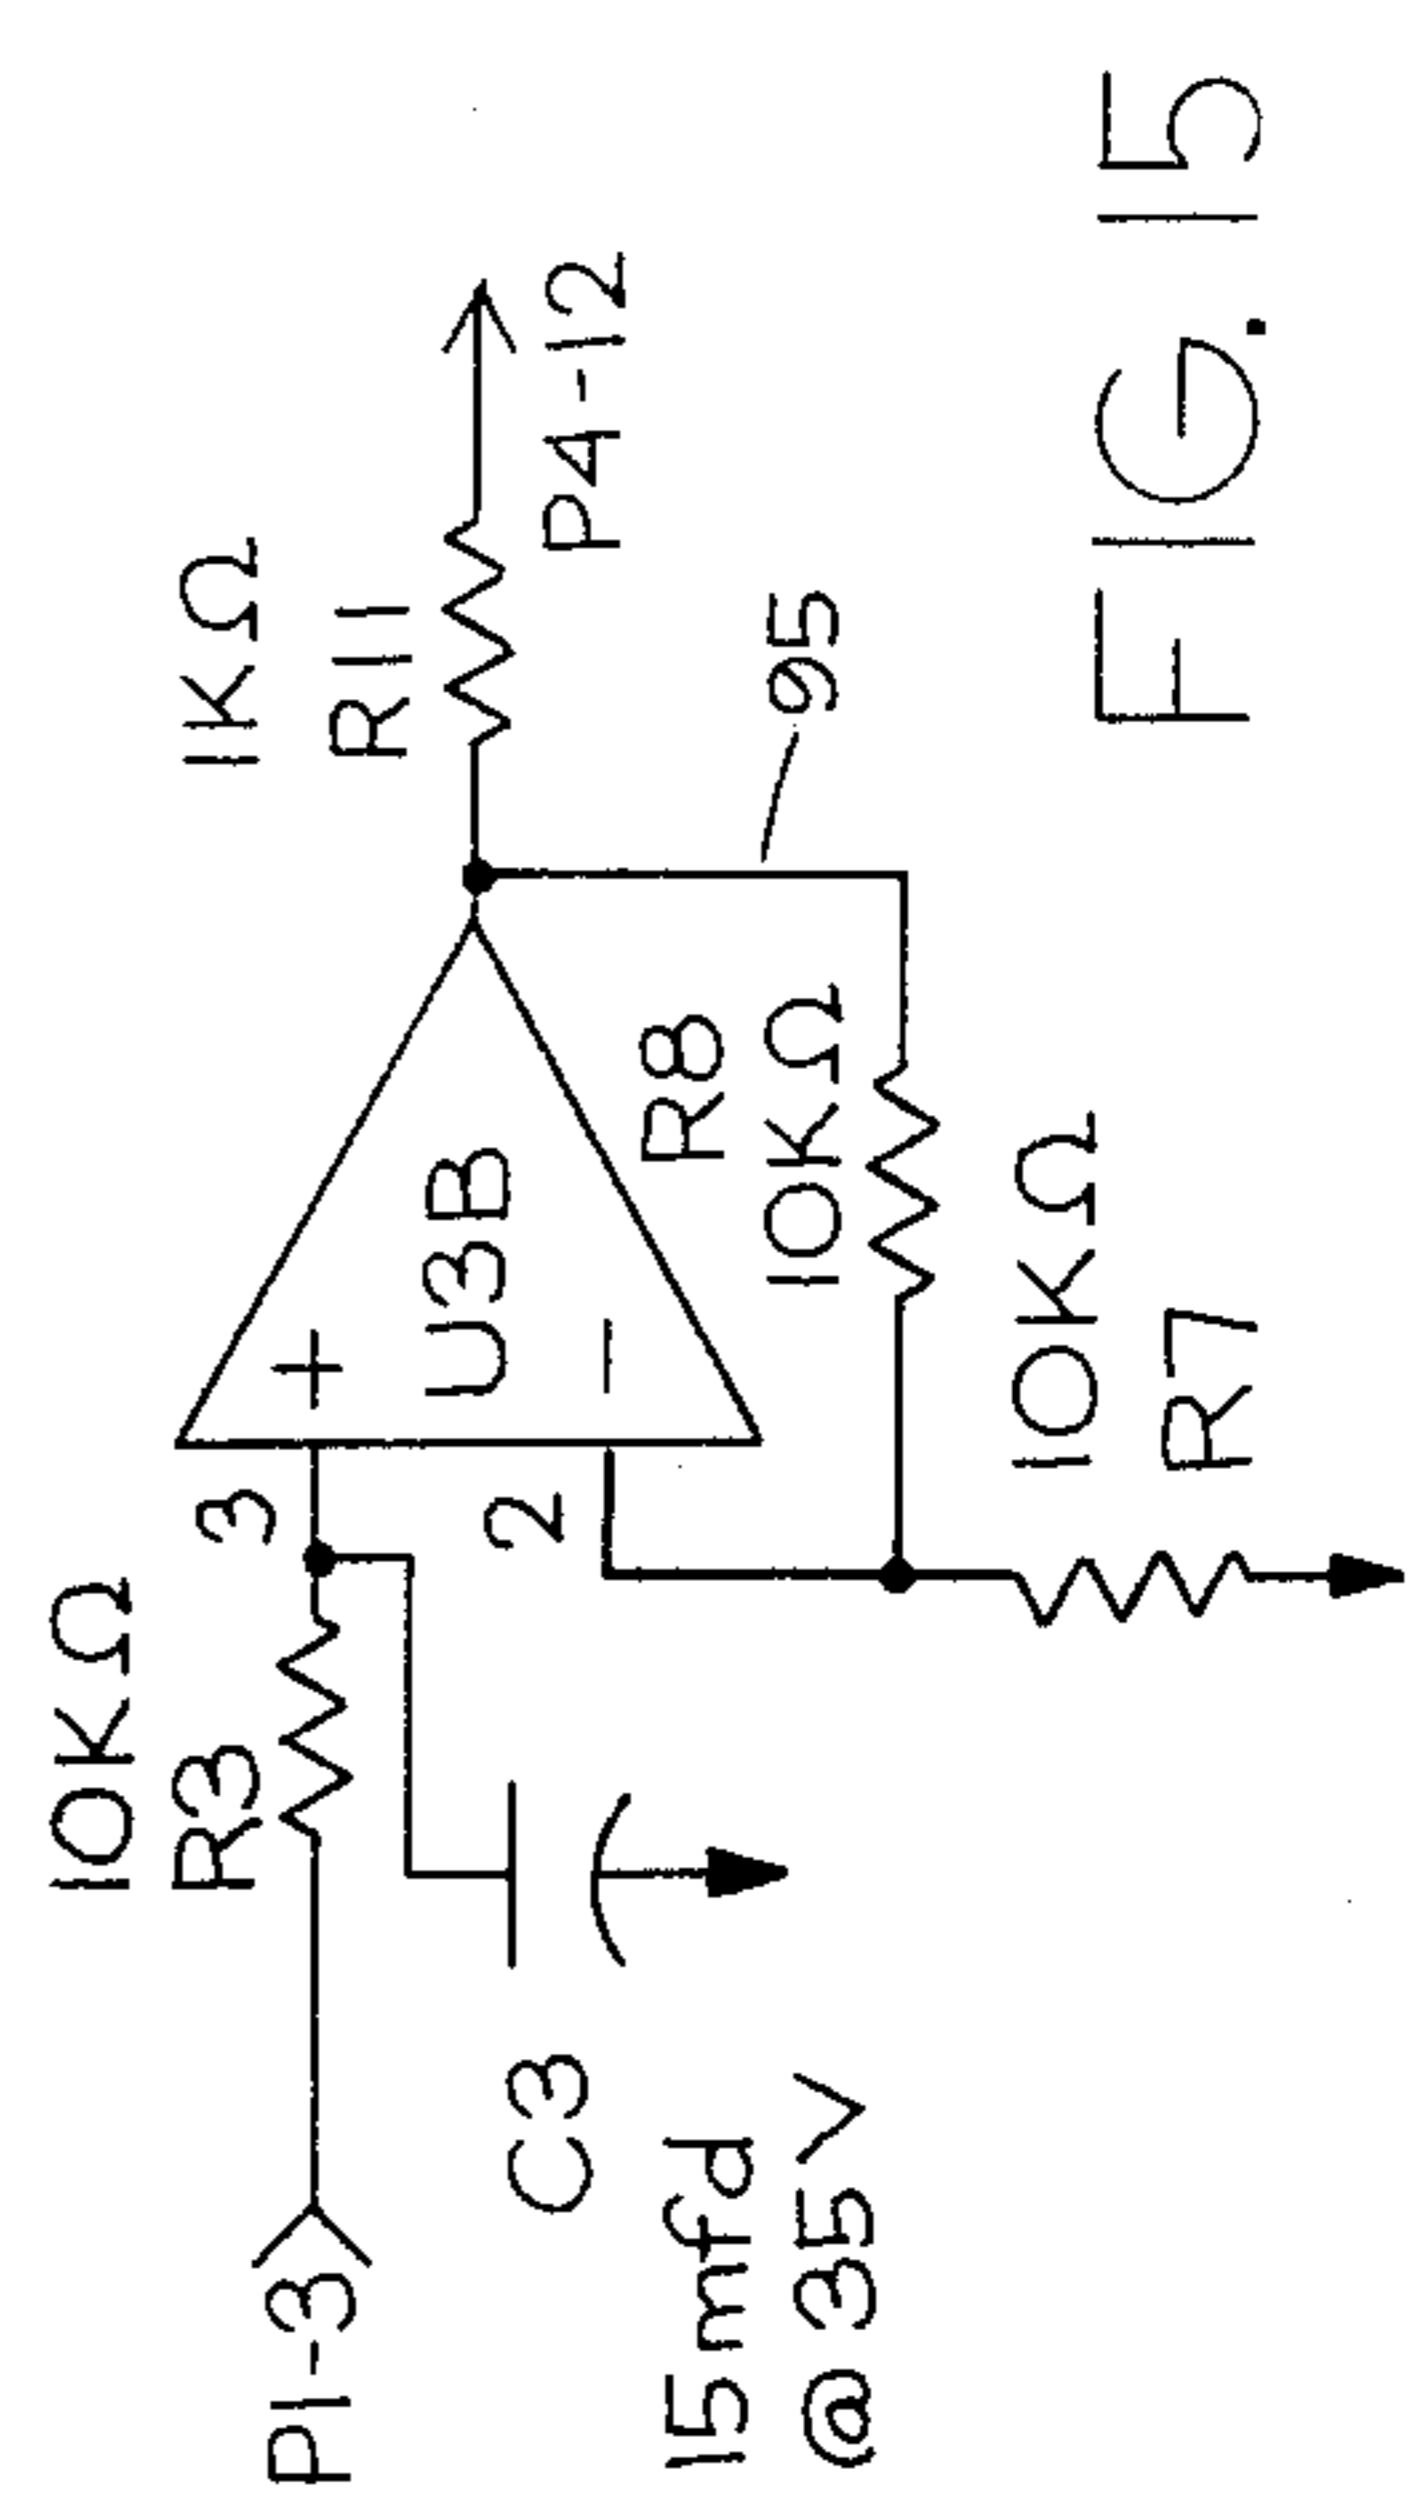 10KΩ
R3
P1-3
3
C3
15mfd
@35V
+
U3B
−
2
1KΩ
R11
P4-12
R8
10KΩ
95
10KΩ
R7
FIG. 15